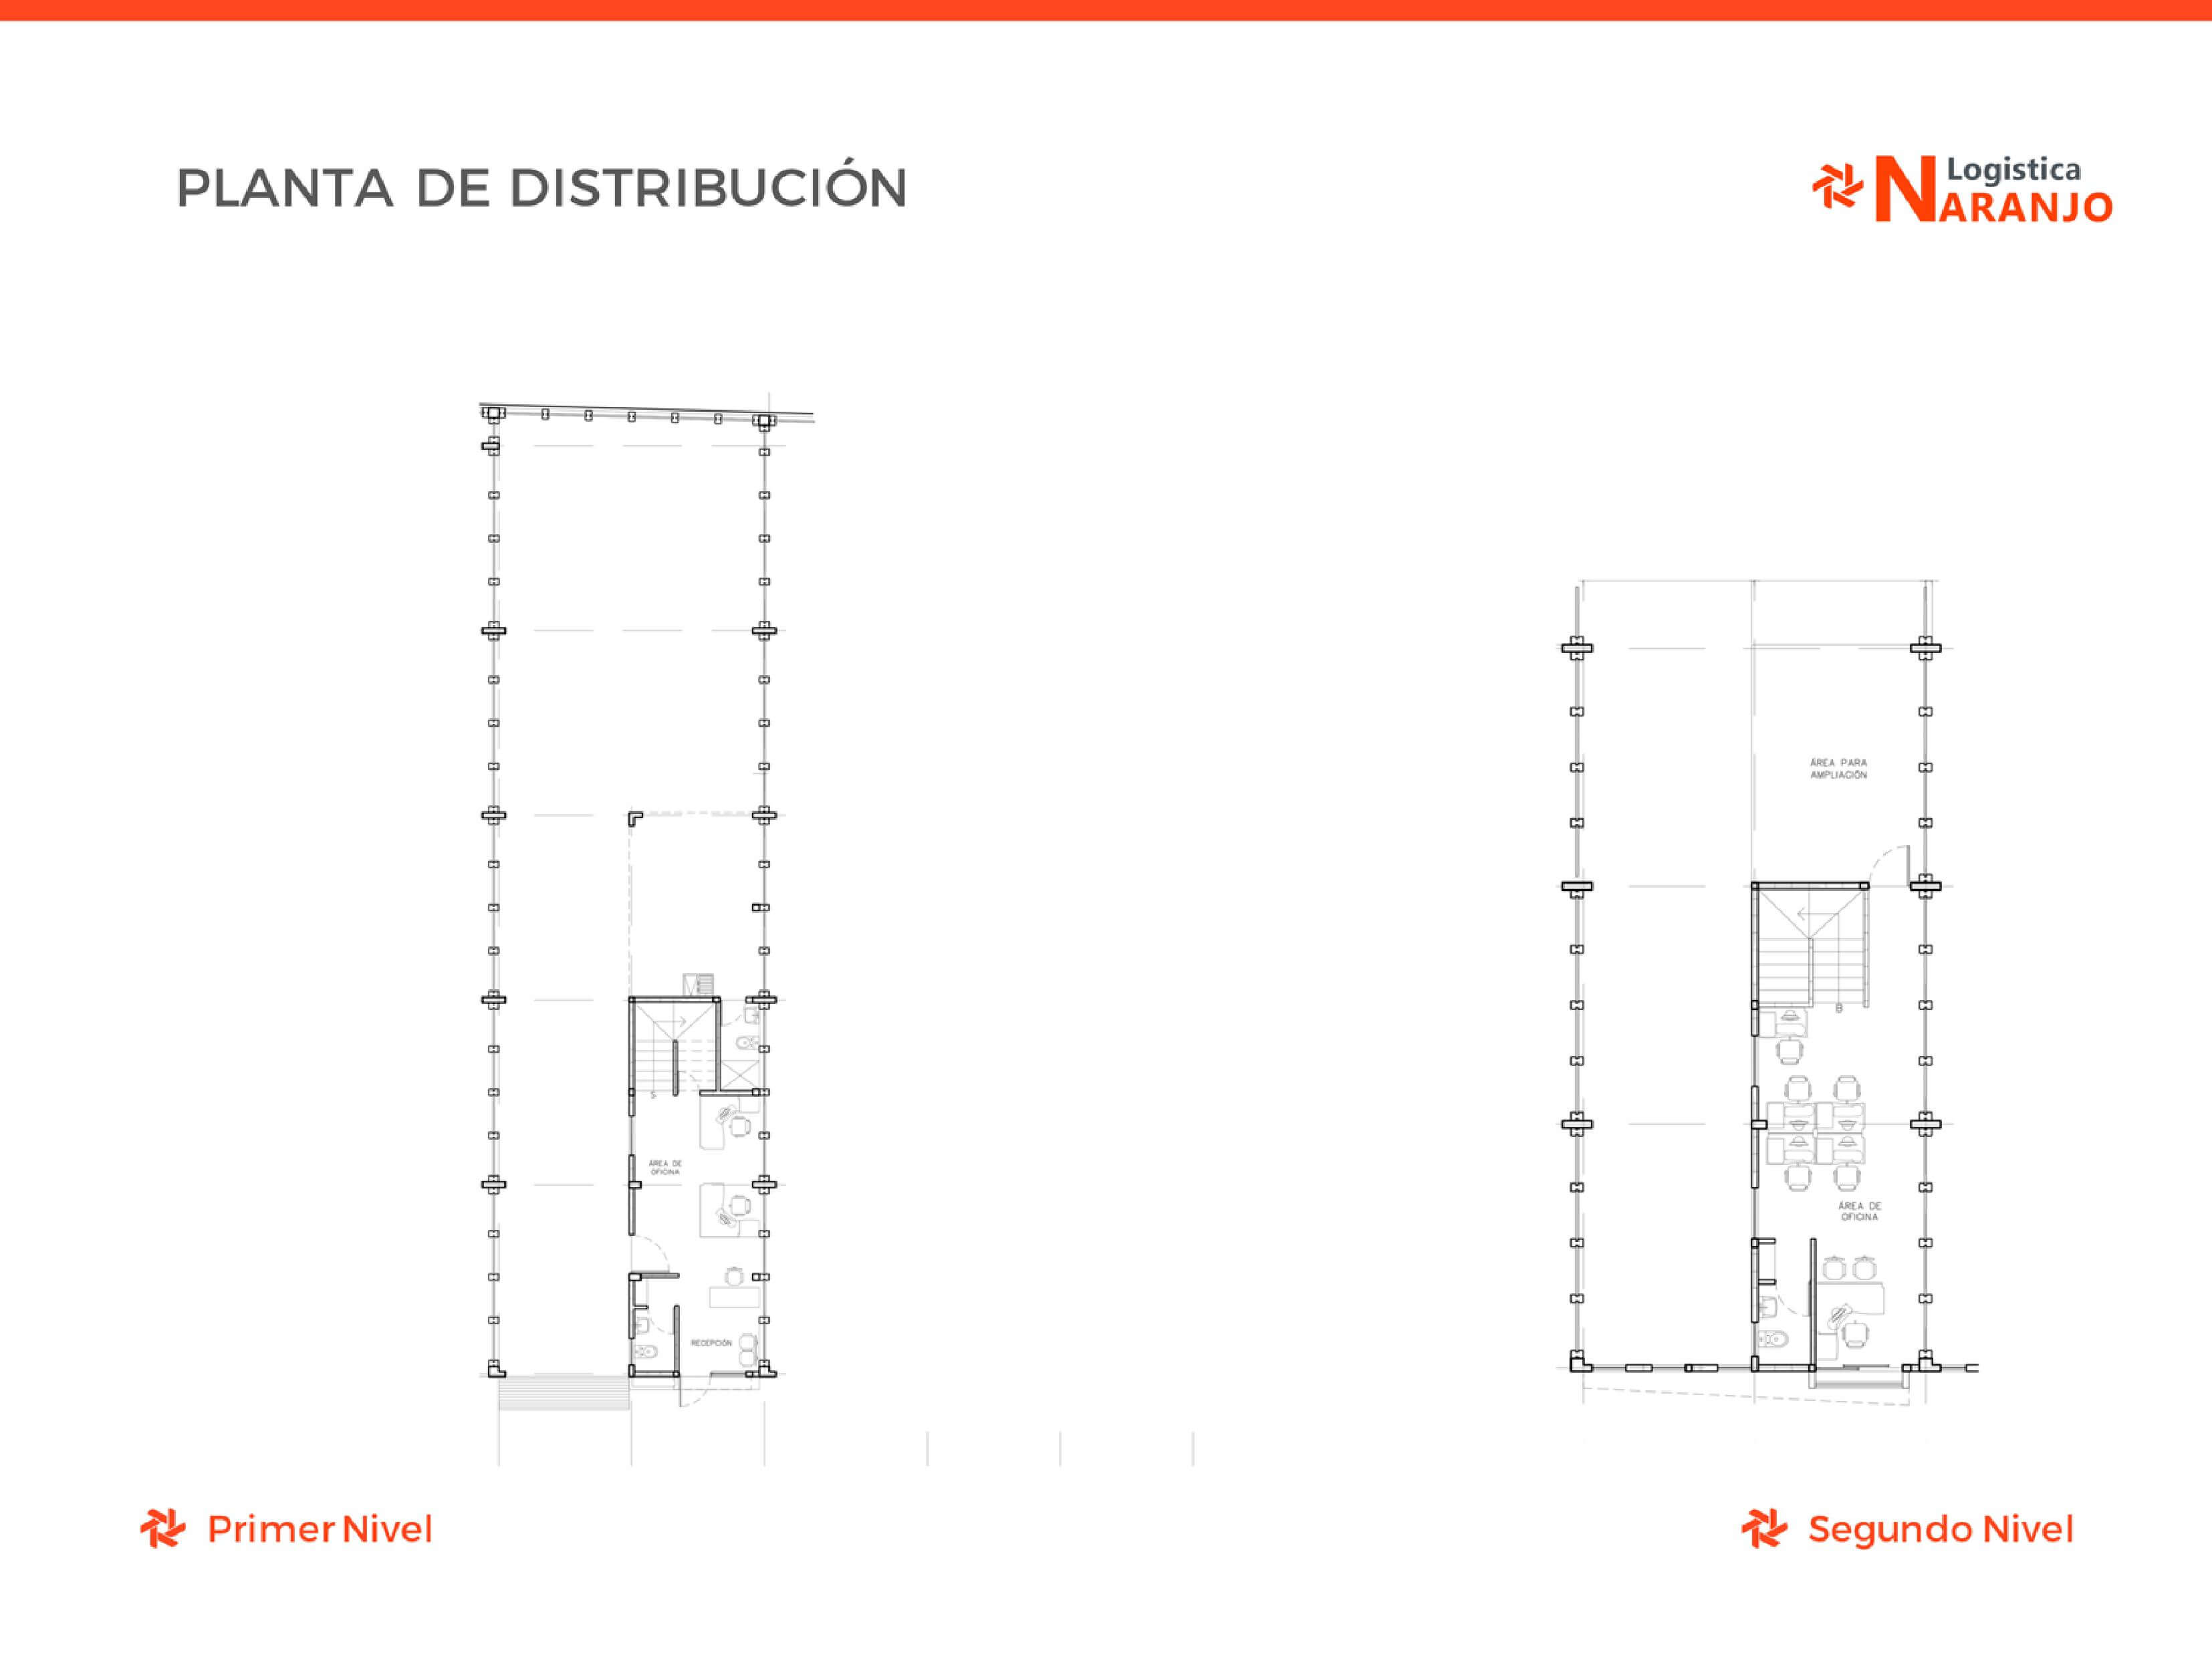 PLANTA DE DISTRIBUCIÓN
Logistica
NARANJO
ÁREA PARA
AMPLIACIÓN
B
S
ÁREA DE
OFICINA
ÁREA DE
OFICINA
RECEPCIÓN
Primer Nivel
Segundo Nivel